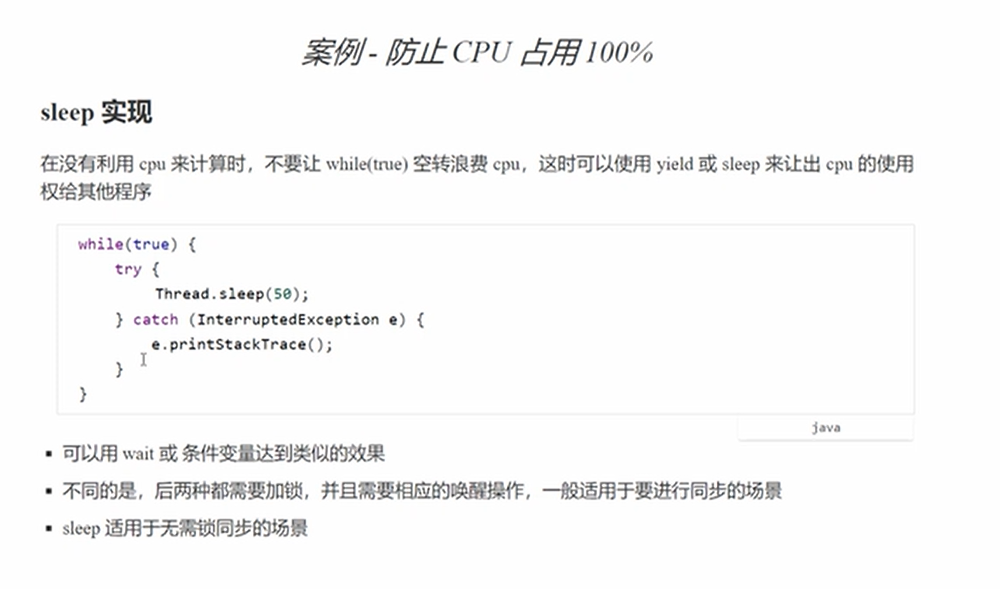 案例 - 防止 CPU 占用 100%
sleep 实现
在没有利用 cpu 来计算时，不要让 while(true) 空转浪费 cpu，这时可以使用 yield 或 sleep 来让出 cpu 的使用
权给其他程序
while(true) {
try {
Thread.sleep(50);
} catch (InterruptedException e) {
e.printStackTrace();
}
}
java
▪ 可以用 wait 或 条件变量达到类似的效果
▪ 不同的是，后两种都需要加锁，并且需要相应的唤醒操作，一般适用于要进行同步的场景
▪ sleep 适用于无需锁同步的场景